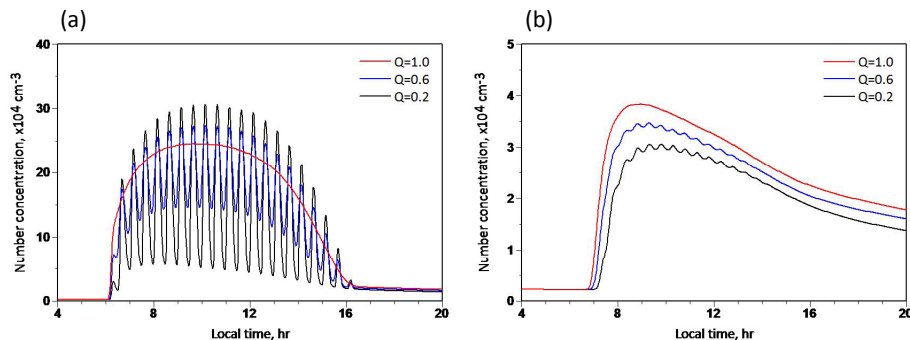 (a)
(b)
Number concentration, x10⁴ cm-3
40
30
20
10
0
Q=1.0
Q=0.6
Q=0.2
4
8
12
16
20
Local time, hr
Number concentration, x10⁴ cm-3
5
4
3
2
1
0
Q=1.0
Q=0.6
Q=0.2
4
8
12
16
20
Local time, hr